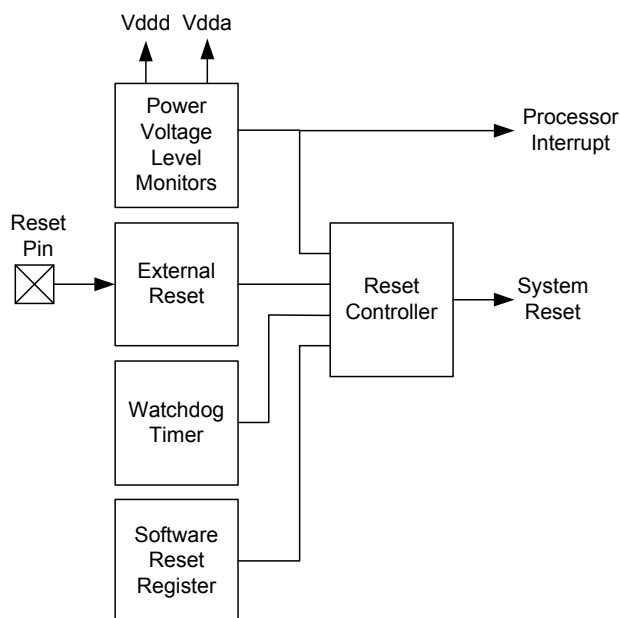 Vddd Vdda
Power
Voltage
Level
Monitors
Processor
Interrupt
Reset
Pin
External
Reset
Reset
Controller
System
Reset
Watchdog
Timer
Software
Reset
Register